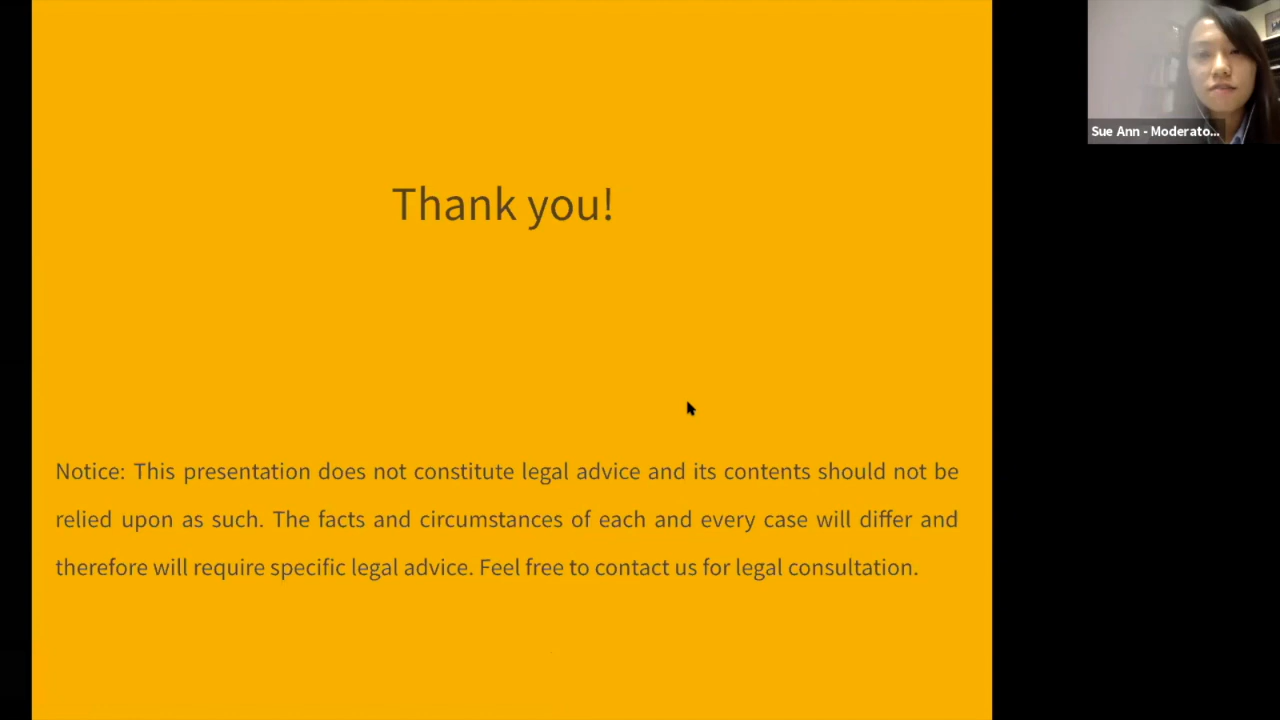 Thank you!
Notice: This presentation does not constitute legal advice and its contents should not be
relied upon as such. The facts and circumstances of each and every case will differ and
therefore will require specific legal advice. Feel free to contact us for legal consultation.
Sue Ann - Moderato...